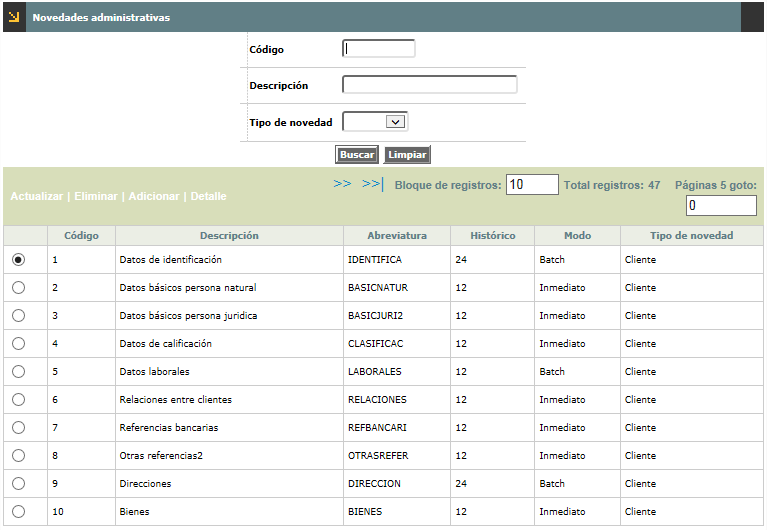 Novedades administrativas
Código
Descripción
Tipo de novedad
Buscar Limpiar
Actualizar | Eliminar | Adicionar | Detalle >> >>| Bloque de registros: 10 Total registros: 47 Páginas 5 goto:
0
Código Descripción Abreviatura Histórico Modo Tipo de novedad
1 Datos de identificación IDENTIFICA 24 Batch Cliente
2 Datos básicos persona natural BASICNATUR 12 Inmediato Cliente
3 Datos básicos persona juridica BASICJURI2 12 Inmediato Cliente
4 Datos de calificación CLASIFICAC 12 Inmediato Cliente
5 Datos laborales LABORALES 12 Batch Cliente
6 Relaciones entre clientes RELACIONES 12 Inmediato Cliente
7 Referencias bancarias REFBANCARI 12 Inmediato Cliente
8 Otras referencias2 OTRASREFER 12 Inmediato Cliente
9 Direcciones DIRECCION 24 Batch Cliente
10 Bienes BIENES 12 Inmediato Cliente